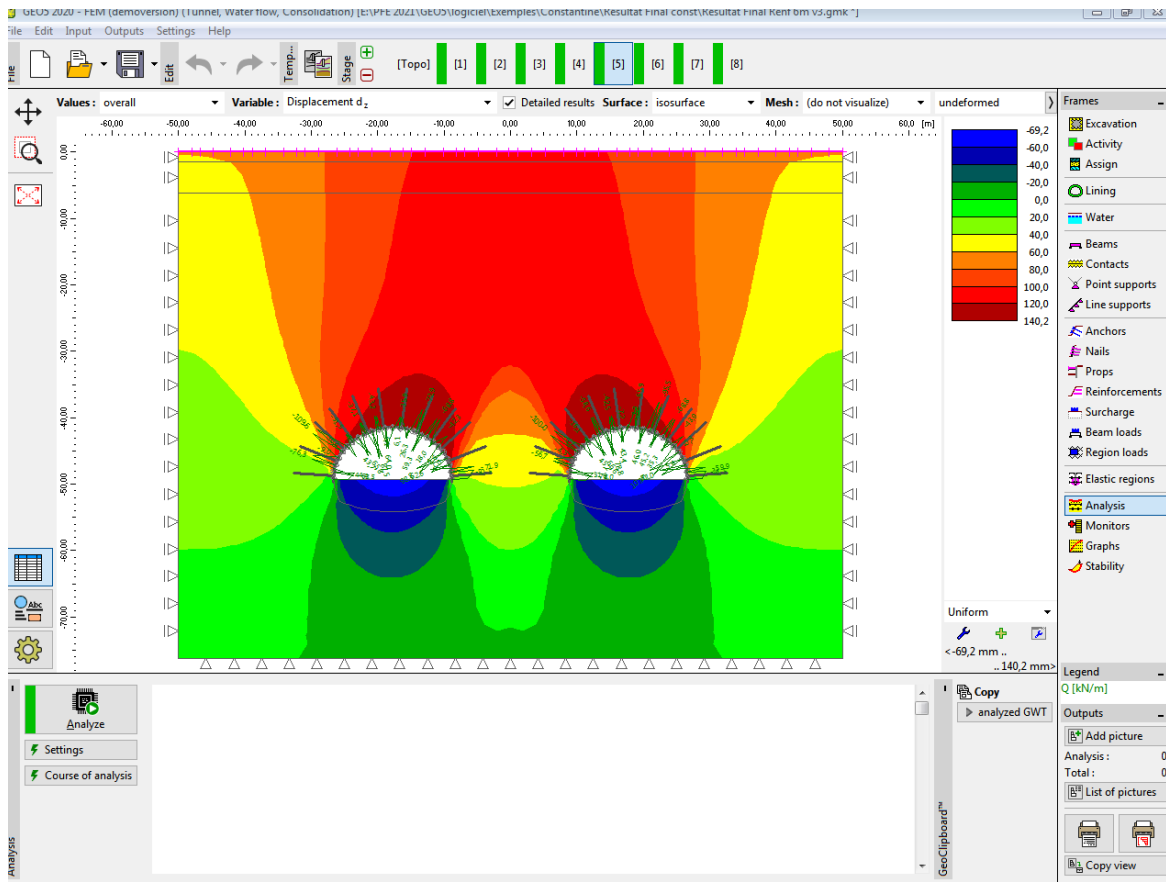 GEO5 2020 - FEM (demoversion) (Tunnel, Water flow, Consolidation) [E:\PFE 2021\GEO5\logiciel\Exemples\Constantine\Resultat Final const\Resultat Final Renf 6m v3.gmk *]
File Edit Input Outputs Settings Help
File
Edit
Temp...
Stage
[Topo] [1] [2] [3] [4] [5] [6] [7] [8]
Values : overall Variable : Displacement dz Detailed results Surface : isosurface Mesh : (do not visualize) undeformed
-60,00 -50,00 -40,00 -30,00 -20,00 -10,00 0,00 10,00 20,00 30,00 40,00 50,00 60,0 [m]
0,00
-10,00
-20,00
-30,00
-40,00
-50,00
-60,00
-70,00
-69,2
-60,0
-40,0
-20,0
0,0
20,0
40,0
60,0
80,0
100,0
120,0
140,2
Uniform
<-69,2 mm ..
.. 140,2 mm>
Frames
Excavation
Activity
Assign
Lining
Water
Beams
Contacts
Point supports
Line supports
Anchors
Nails
Props
Reinforcements
Surcharge
Beam loads
Region loads
Elastic regions
Analysis
Monitors
Graphs
Stability
Legend
Q [kN/m]
Outputs
Add picture
Analysis : 0
Total : 0
List of pictures
Copy view
Abc
Analyze
Settings
Course of analysis
Analysis
Copy
analyzed GWT
GeoClipboard™